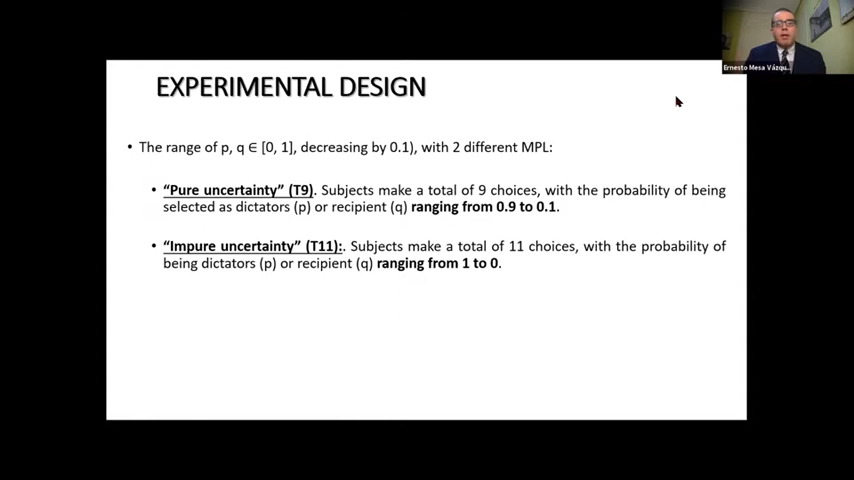 Ernesto Mesa Vázqu...
EXPERIMENTAL DESIGN
• The range of p, q ∈ [0, 1], decreasing by 0.1), with 2 different MPL:
• “Pure uncertainty” (T9). Subjects make a total of 9 choices, with the probability of being
selected as dictators (p) or recipient (q) ranging from 0.9 to 0.1.
• “Impure uncertainty” (T11):. Subjects make a total of 11 choices, with the probability of
being dictators (p) or recipient (q) ranging from 1 to 0.